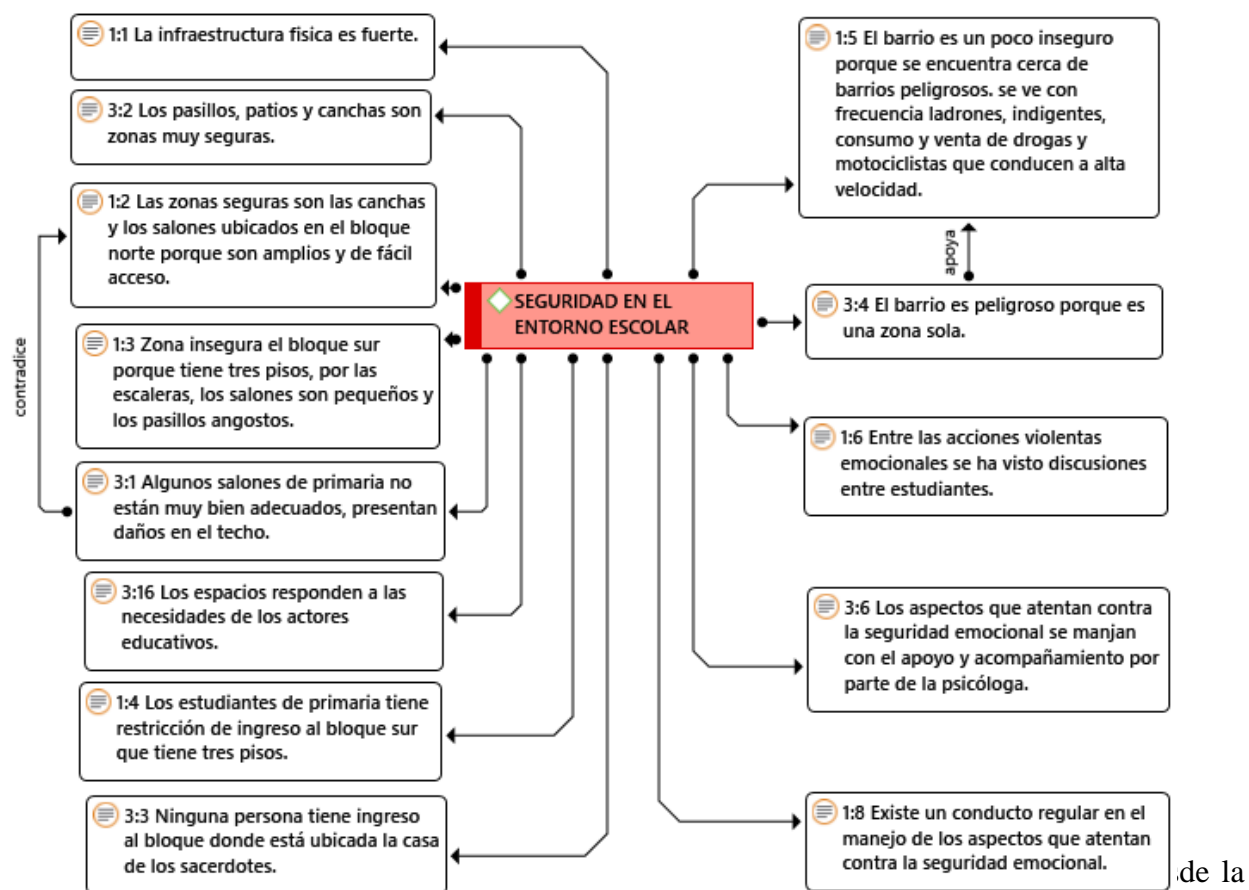 1:1 La infraestructura fisica es fuerte.
3:2 Los pasillos, patios y canchas son
zonas muy seguras.
1:2 Las zonas seguras son las canchas
y los salones ubicados en el bloque
norte porque son amplios y de fácil
acceso.
1:3 Zona insegura el bloque sur
porque tiene tres pisos, por las
escaleras, los salones son pequeños y
los pasillos angostos.
3:1 Algunos salones de primaria no
están muy bien adecuados, presentan
daños en el techo.
3:16 Los espacios responden a las
necesidades de los actores
educativos.
1:4 Los estudiantes de primaria tiene
restricción de ingreso al bloque sur
que tiene tres pisos.
3:3 Ninguna persona tiene ingreso
al bloque donde está ubicada la casa
de los sacerdotes.
contradice
SEGURIDAD EN EL
ENTORNO ESCOLAR
1:5 El barrio es un poco inseguro
porque se encuentra cerca de
barrios peligrosos. se ve con
frecuencia ladrones, indigentes,
consumo y venta de drogas y
motociclistas que conducen a alta
velocidad.
apoya
3:4 El barrio es peligroso porque es
una zona sola.
1:6 Entre las acciones violentas
emocionales se ha visto discusiones
entre estudiantes.
3:6 Los aspectos que atentan contra
la seguridad emocional se manjan
con el apoyo y acompañamiento por
parte de la psicóloga.
1:8 Existe un conducto regular en el
manejo de los aspectos que atentan
contra la seguridad emocional.
de la